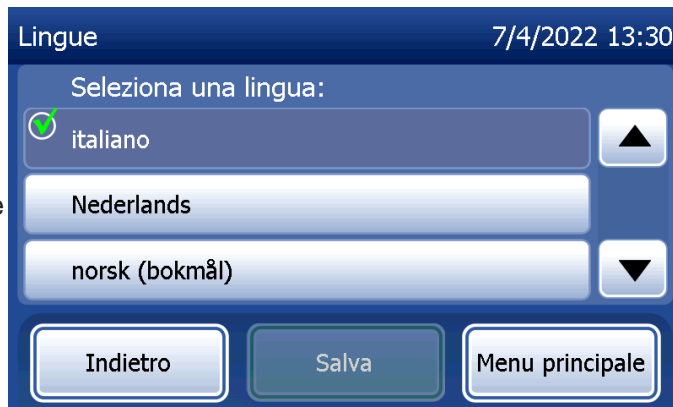 Lingue 7/4/2022 13:30
Seleziona una lingua:
italiano
Nederlands
e
norsk (bokmål)
Indietro Salva Menu principale